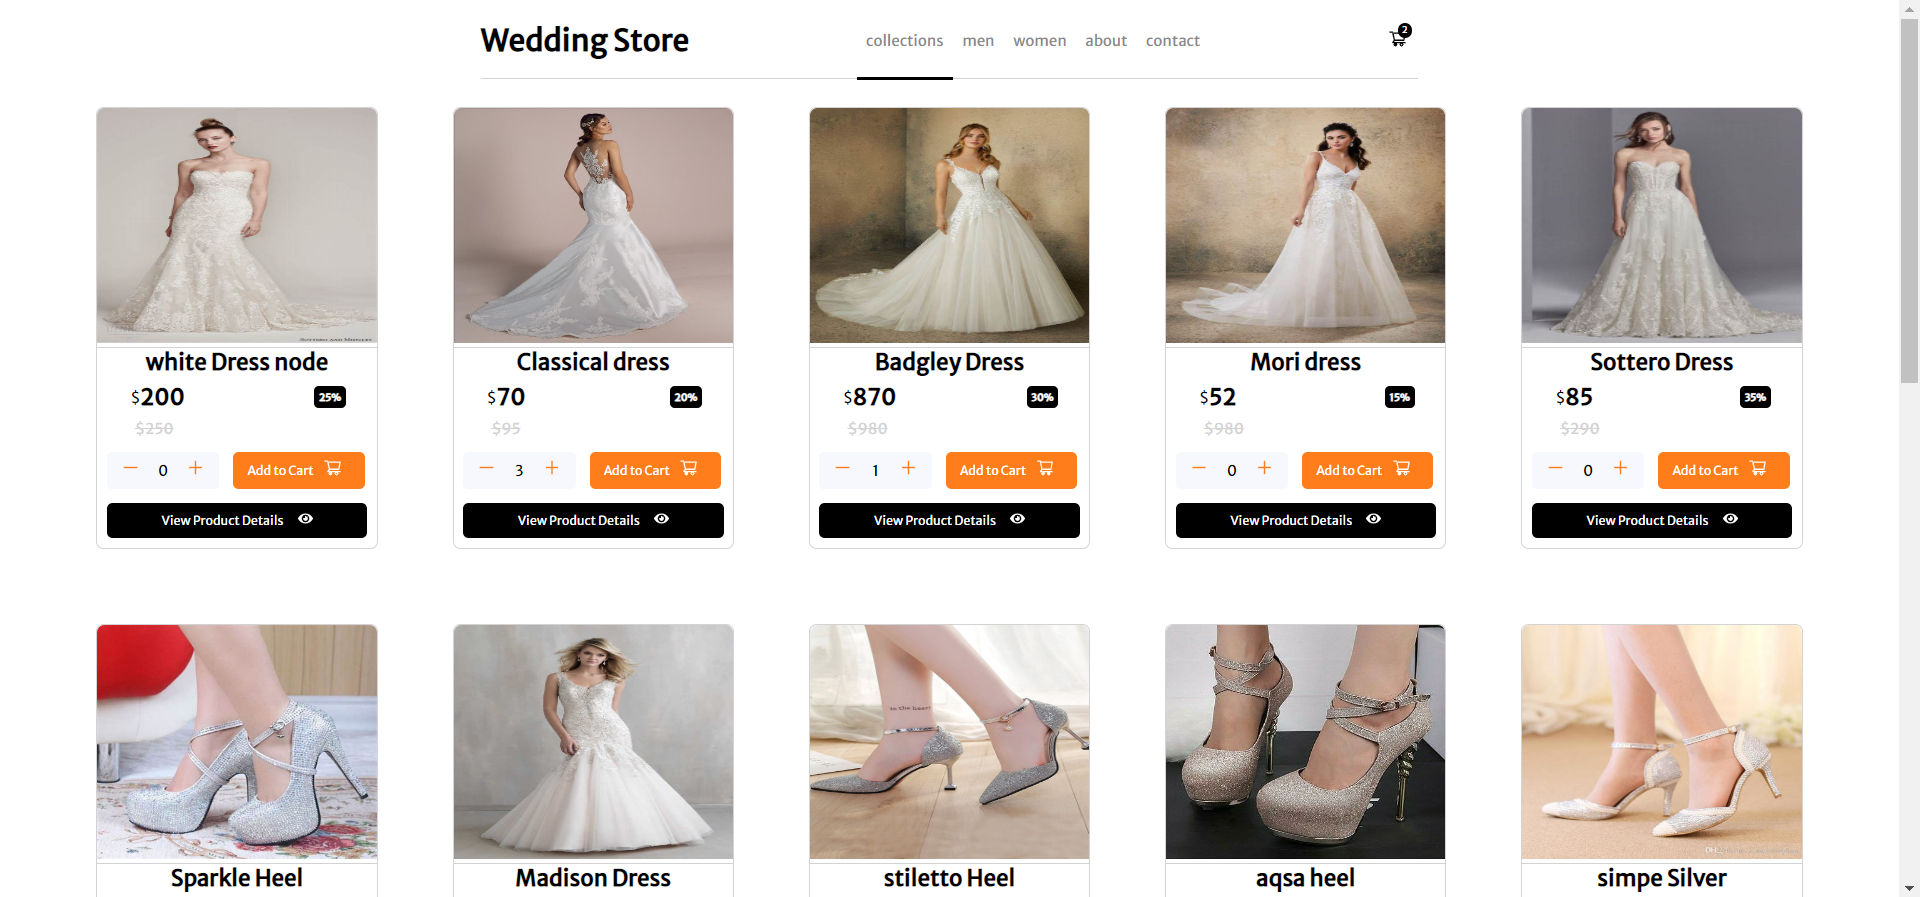 Wedding Store
collections men women about contact
2
white Dress node
$200 25%
$250
0 Add to Cart
View Product Details
Classical dress
$70 20%
$95
3 Add to Cart
View Product Details
Badgley Dress
$870 30%
$980
1 Add to Cart
View Product Details
Mori dress
$52 15%
$980
0 Add to Cart
View Product Details
Sottero Dress
$85 35%
$290
0 Add to Cart
View Product Details
Sparkle Heel
Madison Dress
in the heart
stiletto Heel
aqsa heel
simpe Silver